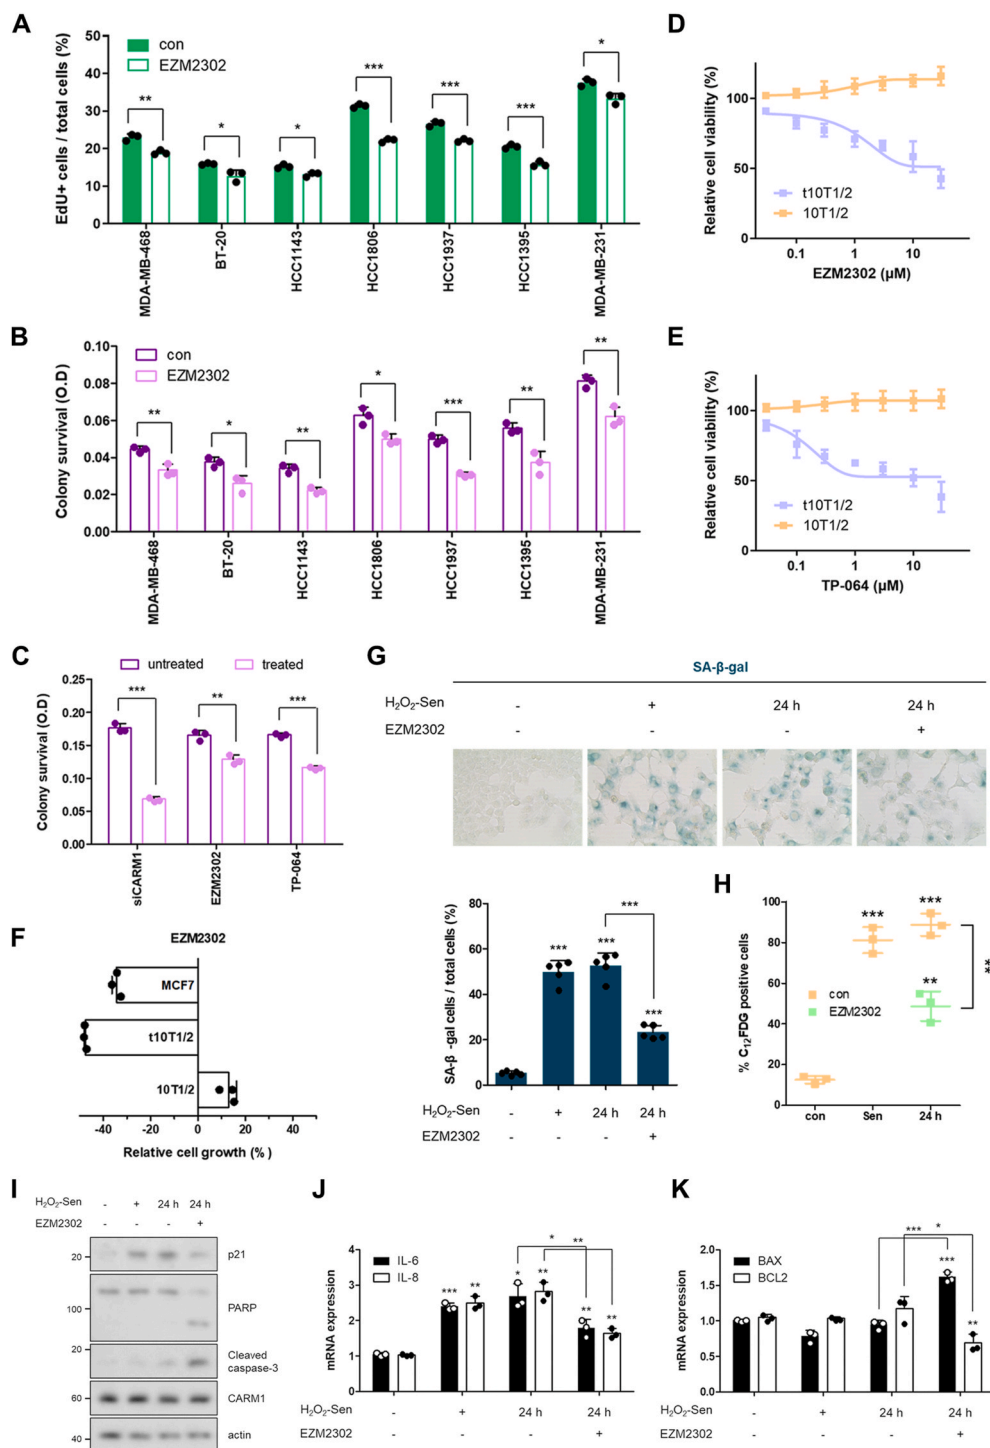 A
EdU+ cells / total cells (%)
50
40
30
20
10
0
con
EZM2302
**
*
*
***
***
***
*
MDA-MB-468
BT-20
HCC1143
HCC1806
HCC1937
HCC1395
MDA-MB-231
B
Colony survival (O.D)
0.10
0.08
0.06
0.04
0.02
0.00
con
EZM2302
**
*
**
*
***
**
**
MDA-MB-468
BT-20
HCC1143
HCC1806
HCC1937
HCC1395
MDA-MB-231
C
untreated
treated
Colony survival (O.D)
0.25
0.20
0.15
0.10
0.05
0.00
***
**
***
siCARM1
EZM2302
TP-064
D
Relative cell viability (%)
100
50
0
t10T1/2
10T1/2
0.1 1 10
EZM2302 (µM)
E
Relative cell viability (%)
100
50
0
t10T1/2
10T1/2
0.1 1 10
TP-064 (µM)
F
EZM2302
MCF7
t10T1/2
10T1/2
-40 -20 0 20 40
Relative cell growth (%)
G
SA-β-gal
H₂O₂-Sen - + 24 h 24 h
EZM2302 - - - +
SA-β -gal cells / total cells (%)
80
60
40
20
0
***
***
***
***
H₂O₂-Sen - + 24 h 24 h
EZM2302 - - - +
H
% C₁₂FDG positive cells
100
80
60
40
20
0
***
***
**
**
con
EZM2302
con Sen 24 h
I
H₂O₂-Sen - + 24 h 24 h
EZM2302 - - - +
20 p21
100 PARP
Cleaved
caspase-3
60 CARM1
40 actin
J
mRNA expression
4
3
2
1
0
IL-6
IL-8
* **
*** ** * ** ** **
H₂O₂-Sen - + 24 h 24 h
EZM2302 - - - +
K
mRNA expression
2.0
1.5
1.0
0.5
0.0
BAX
BCL2
*** *
*** **
H₂O₂-Sen - + 24 h 24 h
EZM2302 - - - +